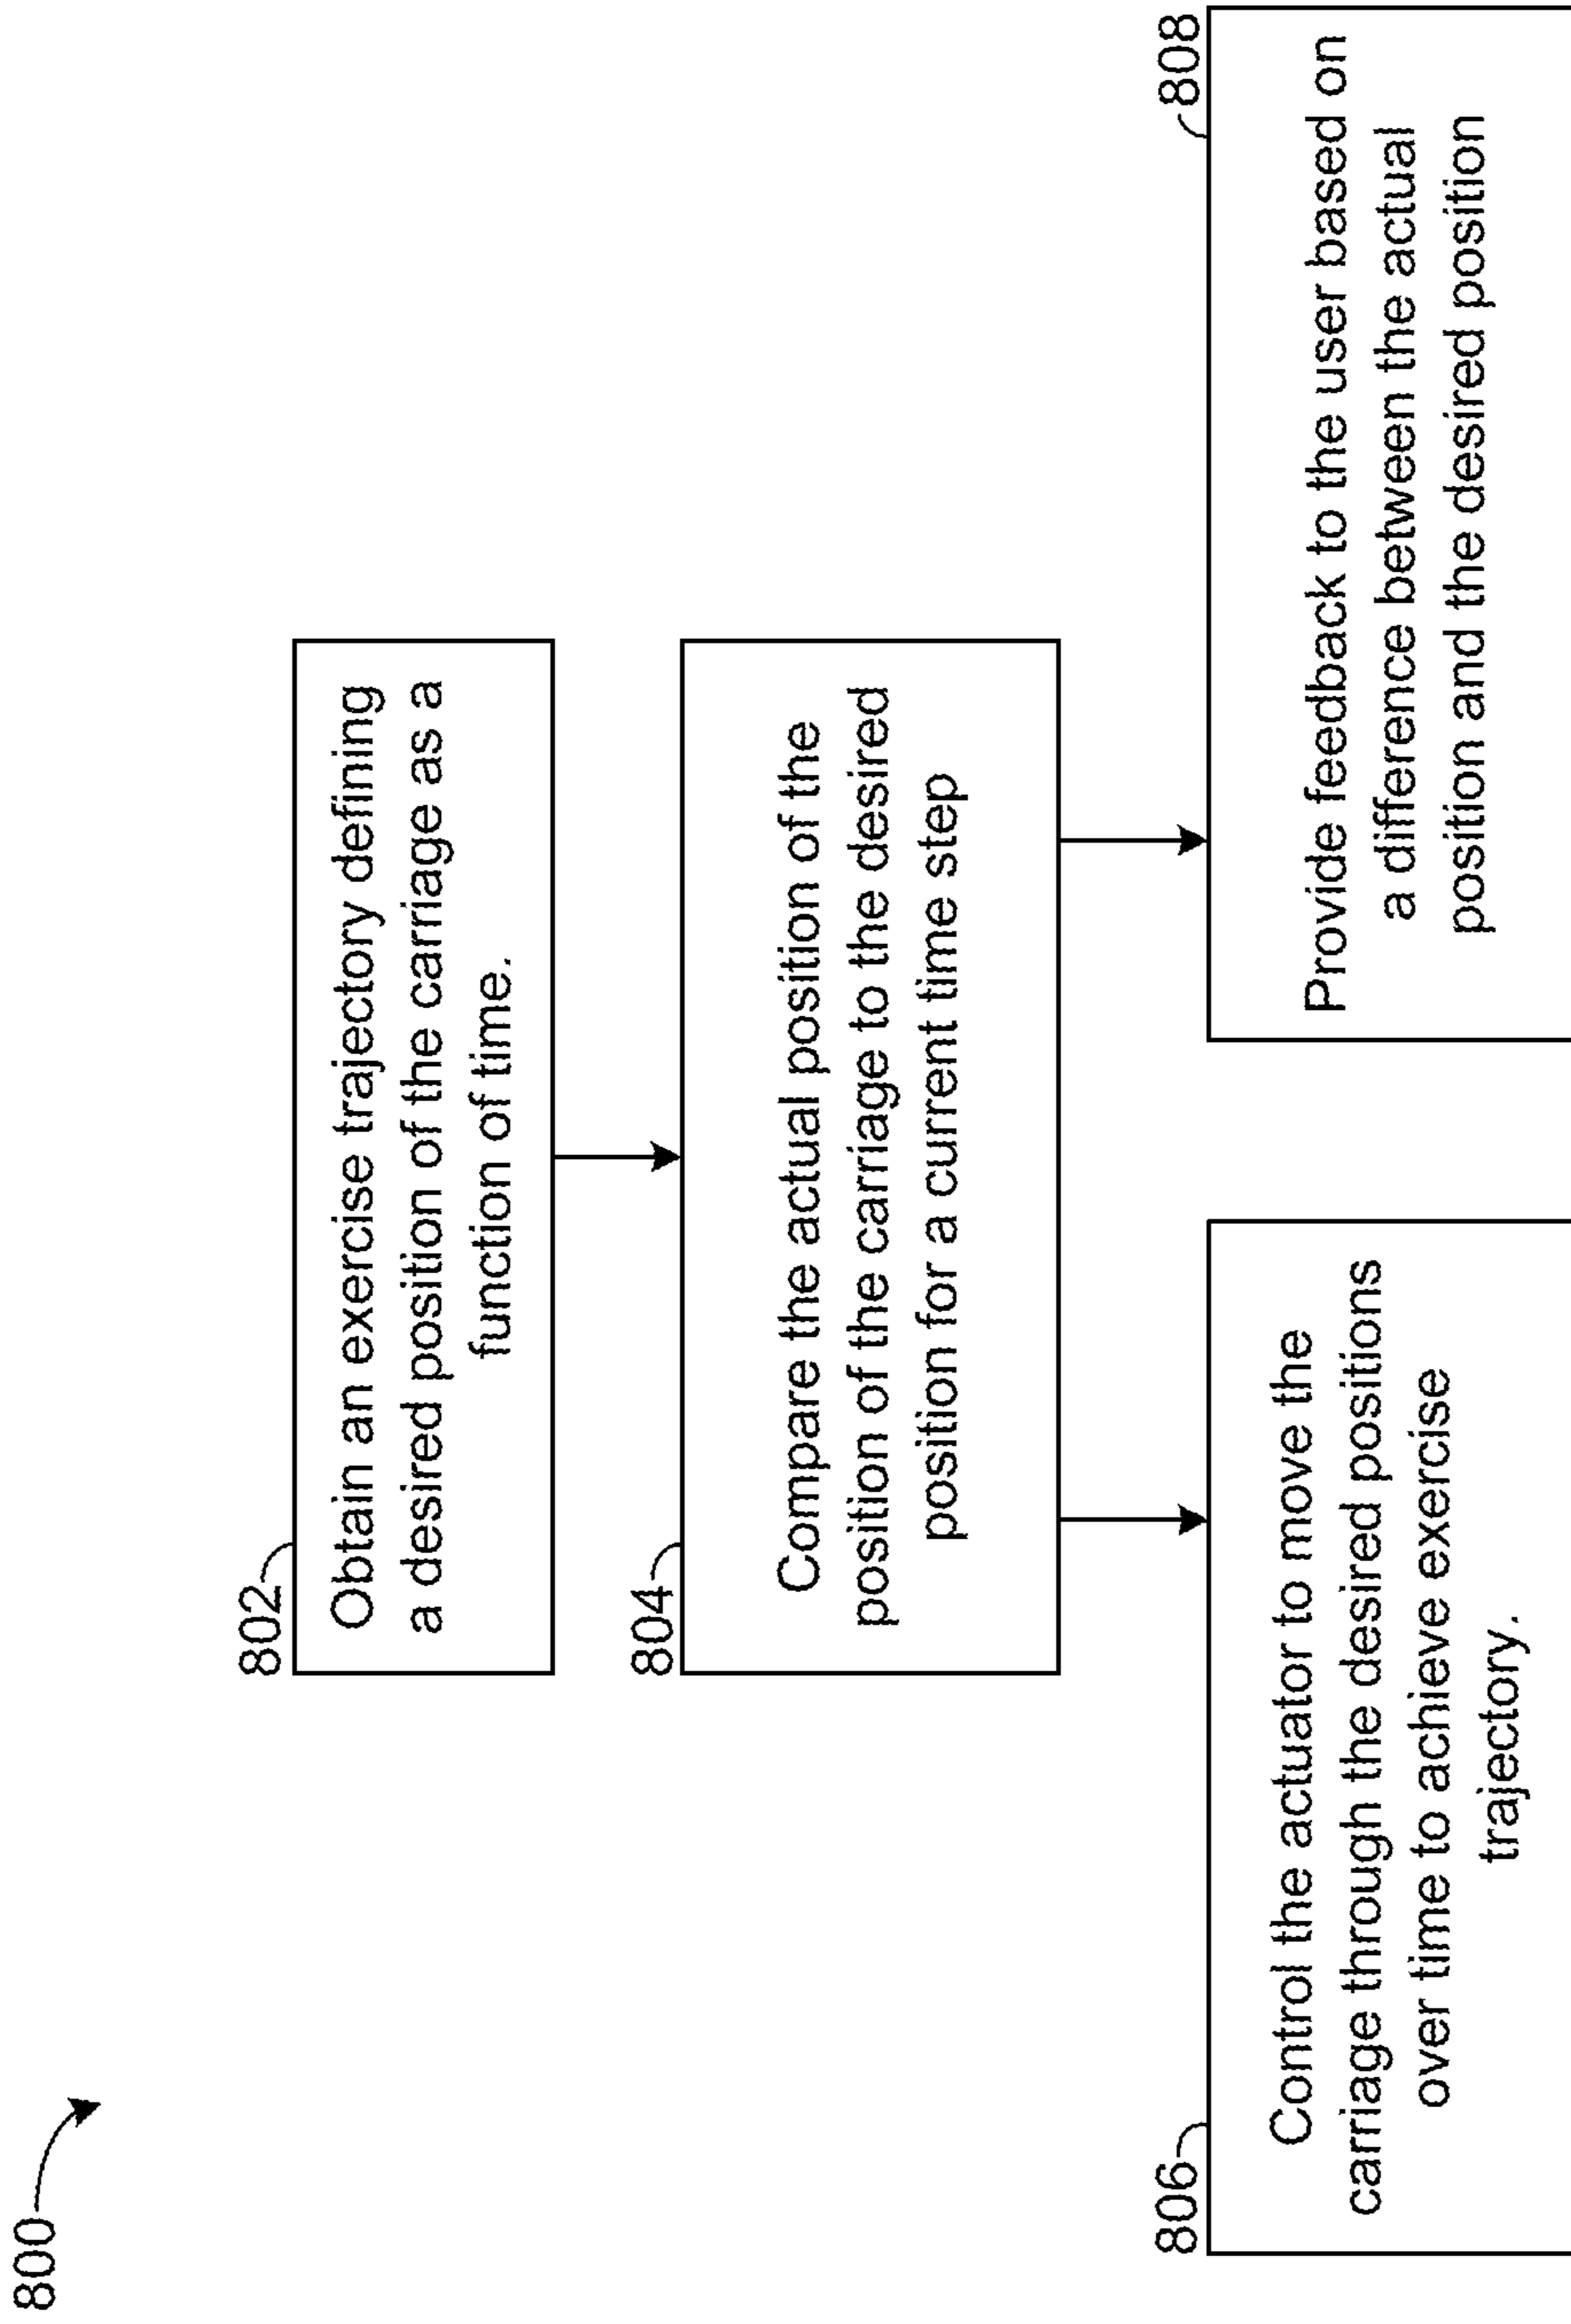 800
802
Obtain an exercise trajectory defining
a desired position of the carriage as a
function of time.
804
Compare the actual position of the
position of the carriage to the desired
position for a current time step
806
Control the actuator to move the
carriage through the desired positions
over time to achieve exercise
trajectory.
808
Provide feedback to the user based on
a difference between the actual
position and the desired position